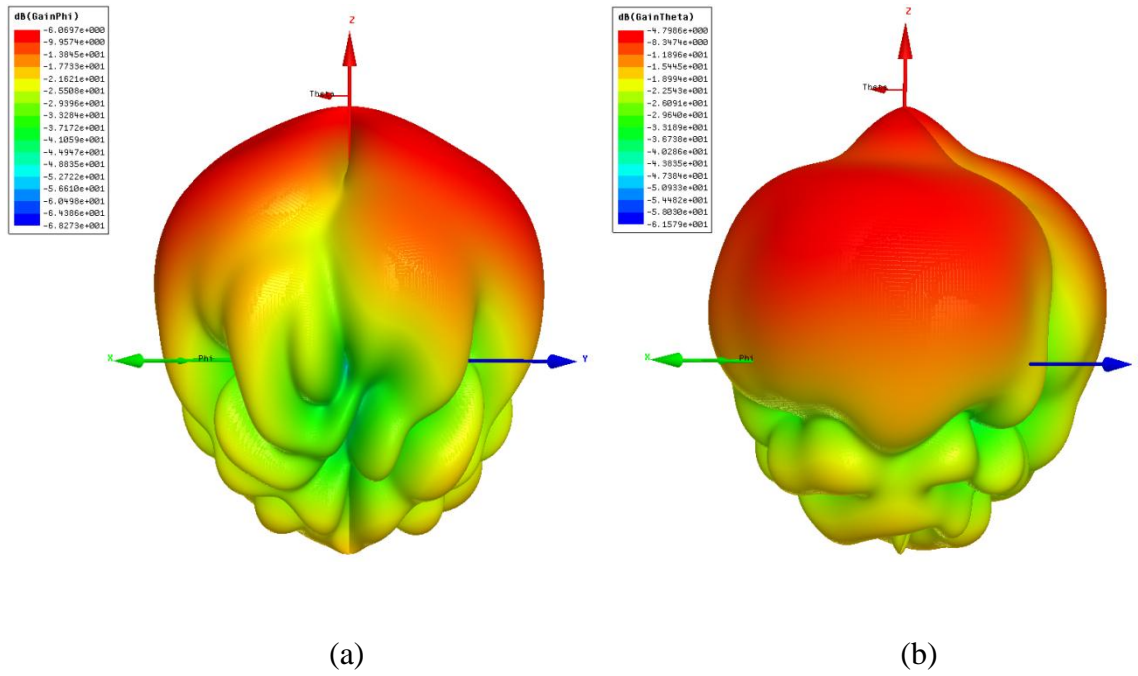 dB(GainPhi)
-6.0697e+000
-9.9574e+000
-1.3845e+001
-1.7733e+001
-2.1621e+001
-2.5508e+001
-2.9396e+001
-3.3284e+001
-3.7172e+001
-4.1059e+001
-4.4947e+001
-4.8835e+001
-5.2722e+001
-5.6610e+001
-6.0498e+001
-6.4386e+001
-6.8273e+001
Z
Theta
X
Phi
Y
dB(GainTheta)
-4.7986e+000
-8.3474e+000
-1.1896e+001
-1.5445e+001
-1.8994e+001
-2.2543e+001
-2.6091e+001
-2.9640e+001
-3.3189e+001
-3.6738e+001
-4.0286e+001
-4.3835e+001
-4.7384e+001
-5.0933e+001
-5.4482e+001
-5.8030e+001
-6.1579e+001
Z
Theta
X
Phi
(a)
(b)